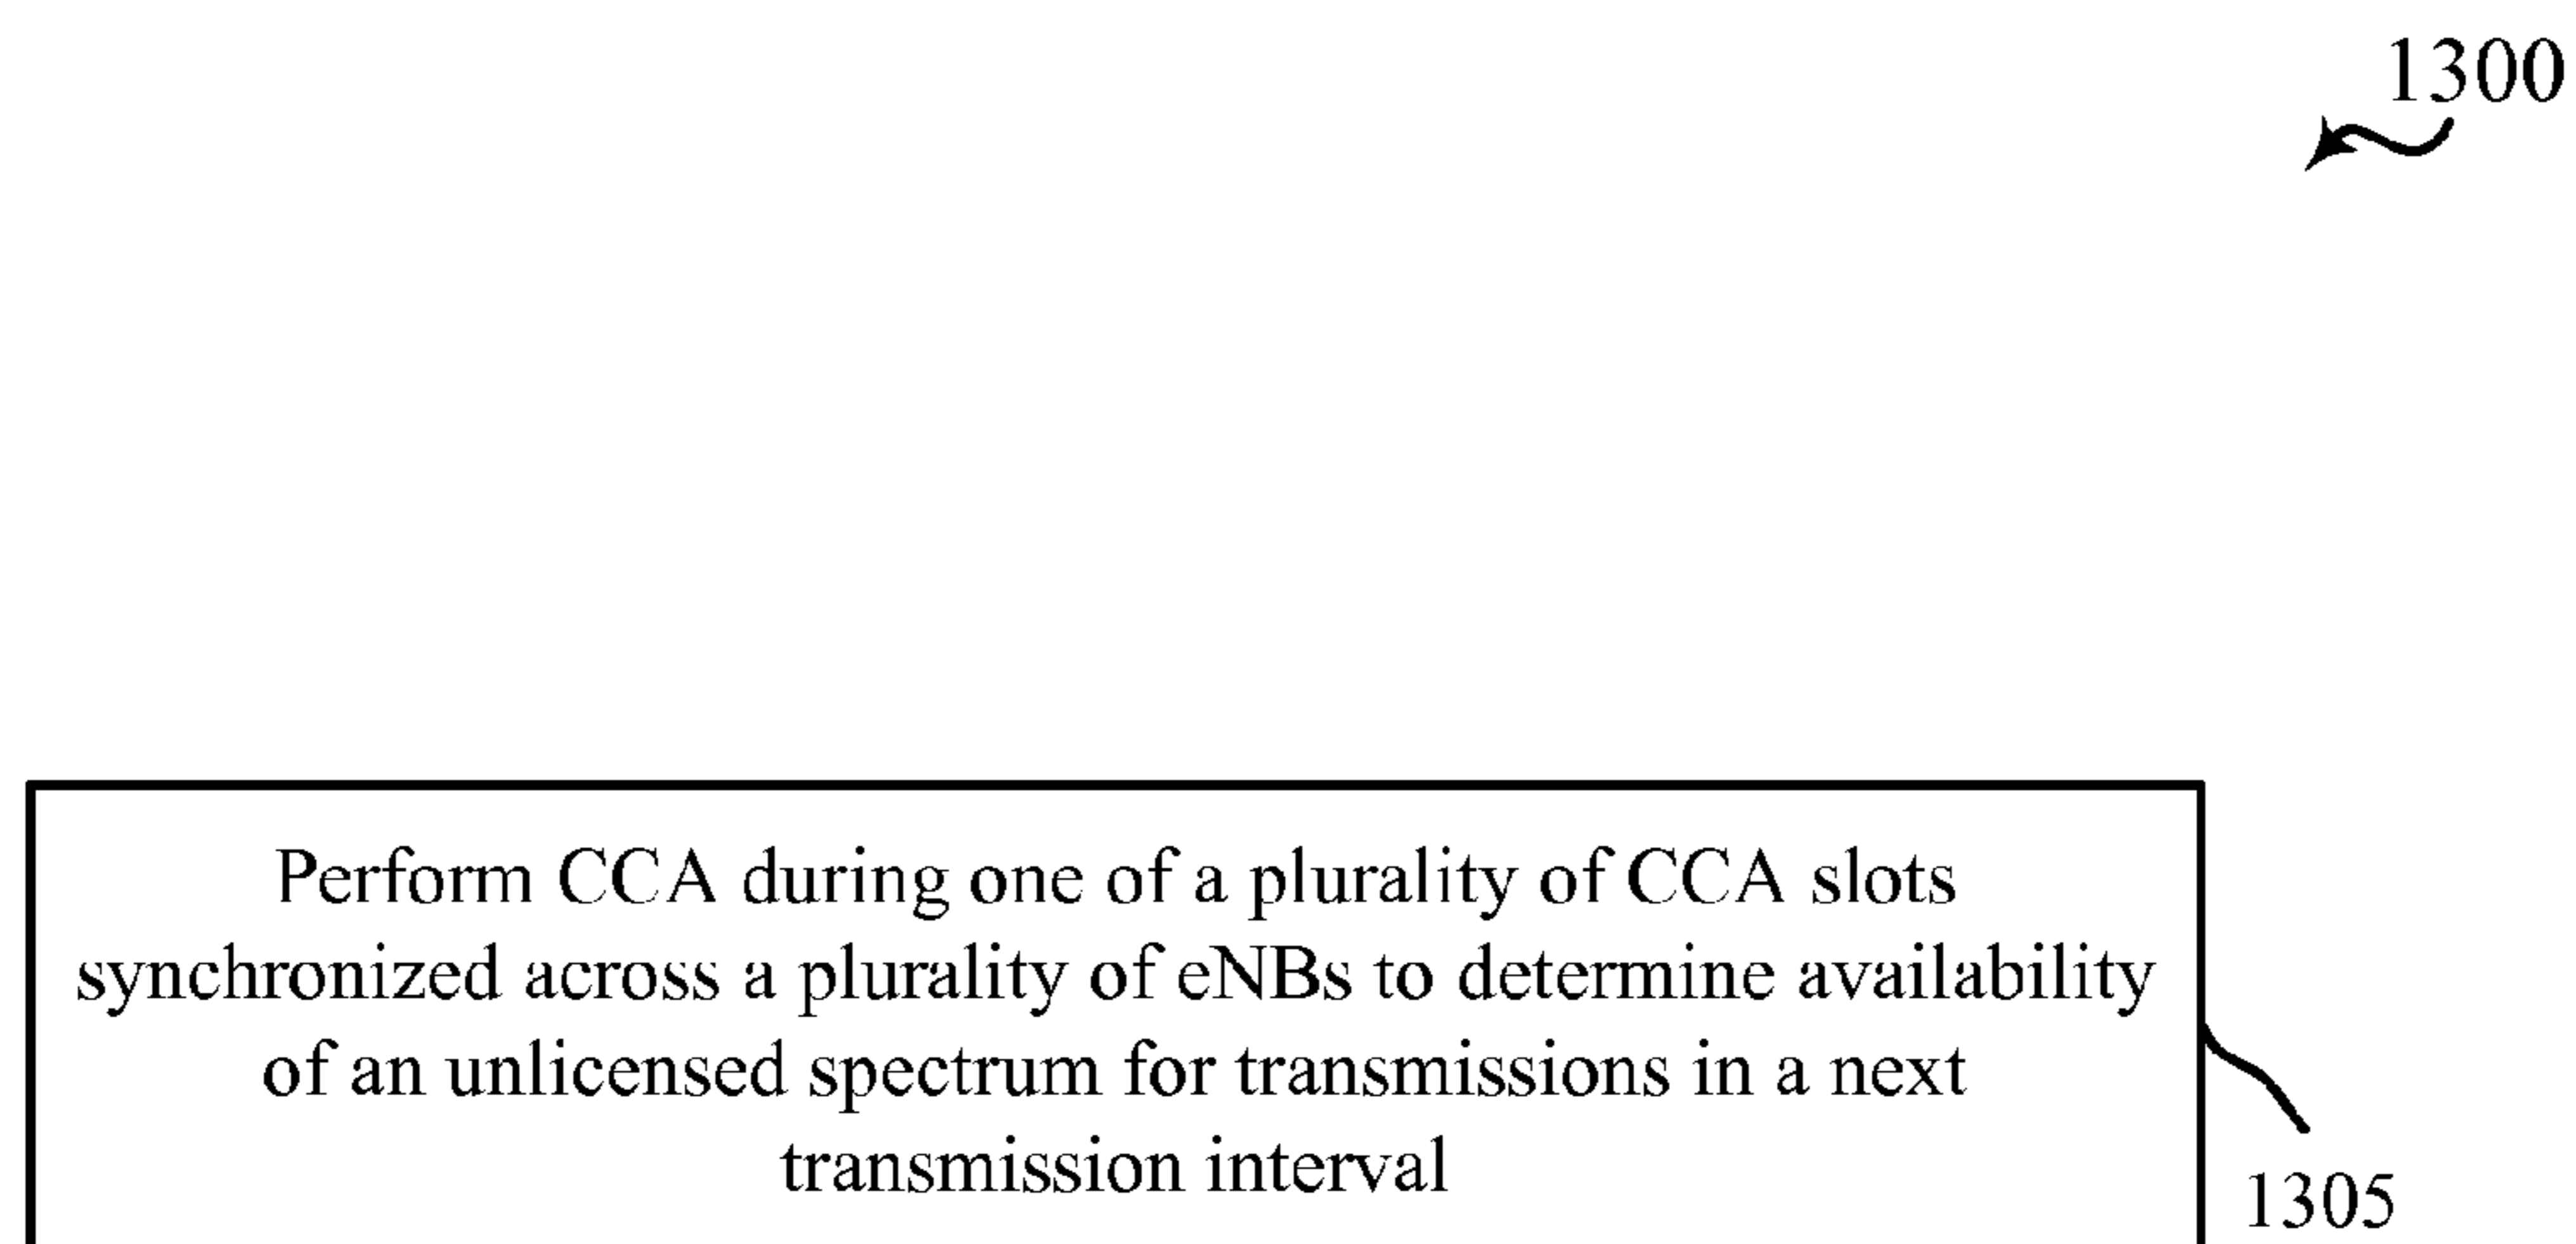 1300
Perform CCA during one of a plurality of CCA slots
synchronized across a plurality of eNBs to determine availability
of an unlicensed spectrum for transmissions in a next
transmission interval
1305